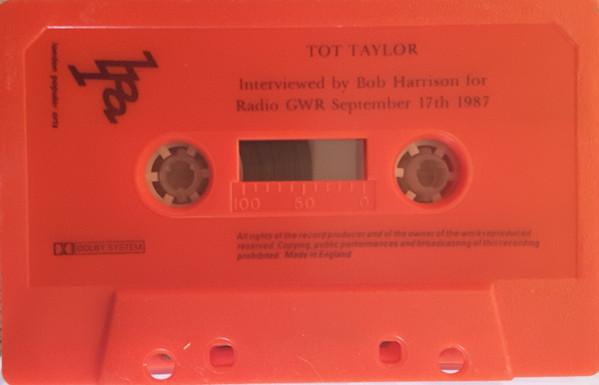 TOT TAYLOR
Interviewed by Bob Harrison for
Radio GWR September 17th 1987
lpa
london popular arts
100 50 0
DOLBY SYSTEM
All rights of the record producer and of the owner of the works reproduced
reserved. Copying, public performances and broadcasting of this recording
prohibited. Made in England